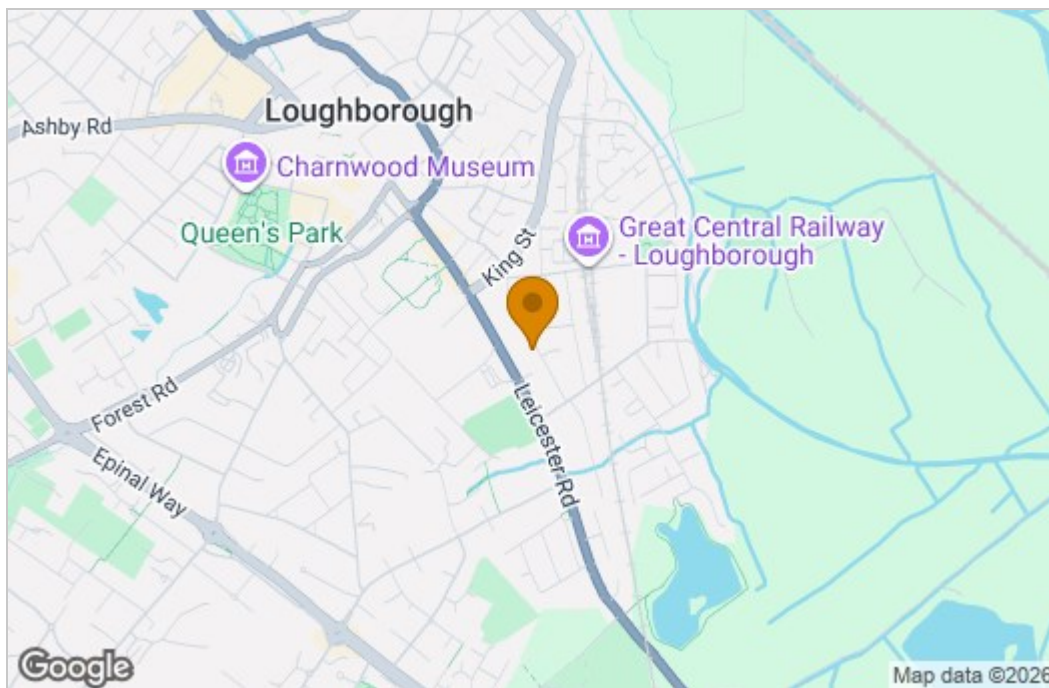 Loughborough
Ashby Rd
Charnwood Museum
Queen's Park
King St
Great Central Railway
- Loughborough
Forest Rd
Leicester Rd
Epinal Way
Google
Map data ©2026